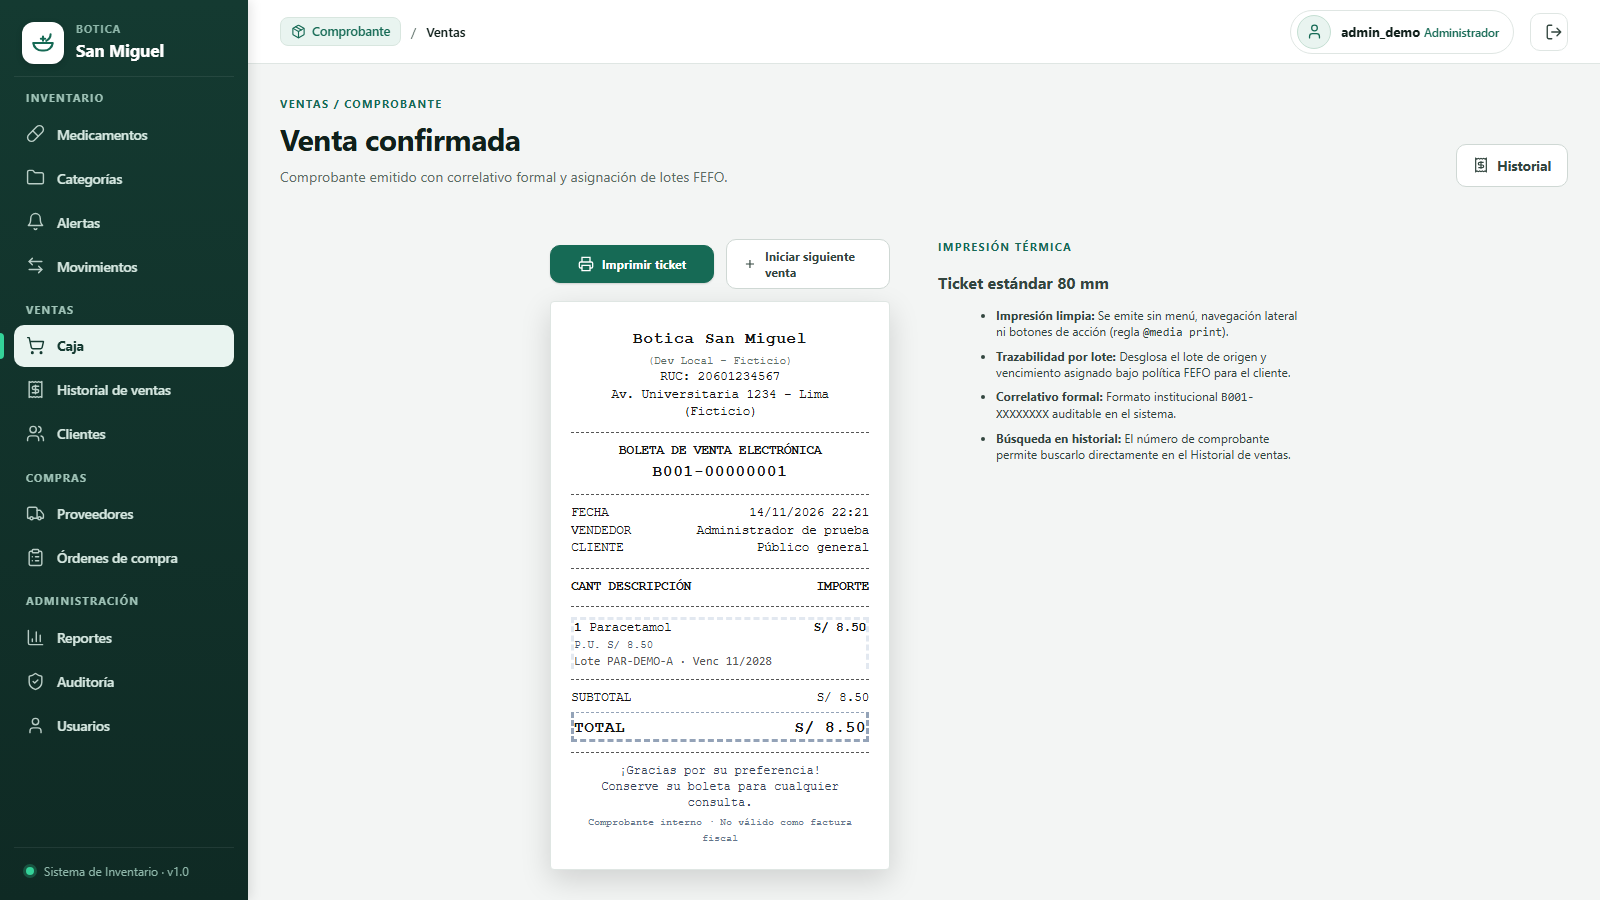 BOTICA
San Miguel
INVENTARIO
Medicamentos
Categorías
Alertas
Movimientos
VENTAS
Caja
Historial de ventas
Clientes
COMPRAS
Proveedores
Órdenes de compra
ADMINISTRACIÓN
Reportes
Auditoría
Usuarios
Sistema de Inventario · v1.0
Comprobante / Ventas
admin_demo Administrador
VENTAS / COMPROBANTE
Venta confirmada
Comprobante emitido con correlativo formal y asignación de lotes FEFO.
Historial
Imprimir ticket
Iniciar siguiente
venta
Botica San Miguel
(Dev Local - Ficticio)
RUC: 20601234567
Av. Universitaria 1234 - Lima
(Ficticio)
BOLETA DE VENTA ELECTRÓNICA
B001-00000001
FECHA 14/11/2026 22:21
VENDEDOR Administrador de prueba
CLIENTE Público general
CANT DESCRIPCIÓN IMPORTE
1 Paracetamol S/ 8.50
P.U. S/ 8.50
Lote PAR-DEMO-A · Venc 11/2028
SUBTOTAL S/ 8.50
TOTAL S/ 8.50
¡Gracias por su preferencia!
Conserve su boleta para cualquier
consulta.
Comprobante interno · No válido como factura
fiscal
IMPRESIÓN TÉRMICA
Ticket estándar 80 mm
• Impresión limpia: Se emite sin menú, navegación lateral
ni botones de acción (regla @media print).
• Trazabilidad por lote: Desglosa el lote de origen y
vencimiento asignado bajo política FEFO para el cliente.
• Correlativo formal: Formato institucional B001-
XXXXXXXX auditable en el sistema.
• Búsqueda en historial: El número de comprobante
permite buscarlo directamente en el Historial de ventas.